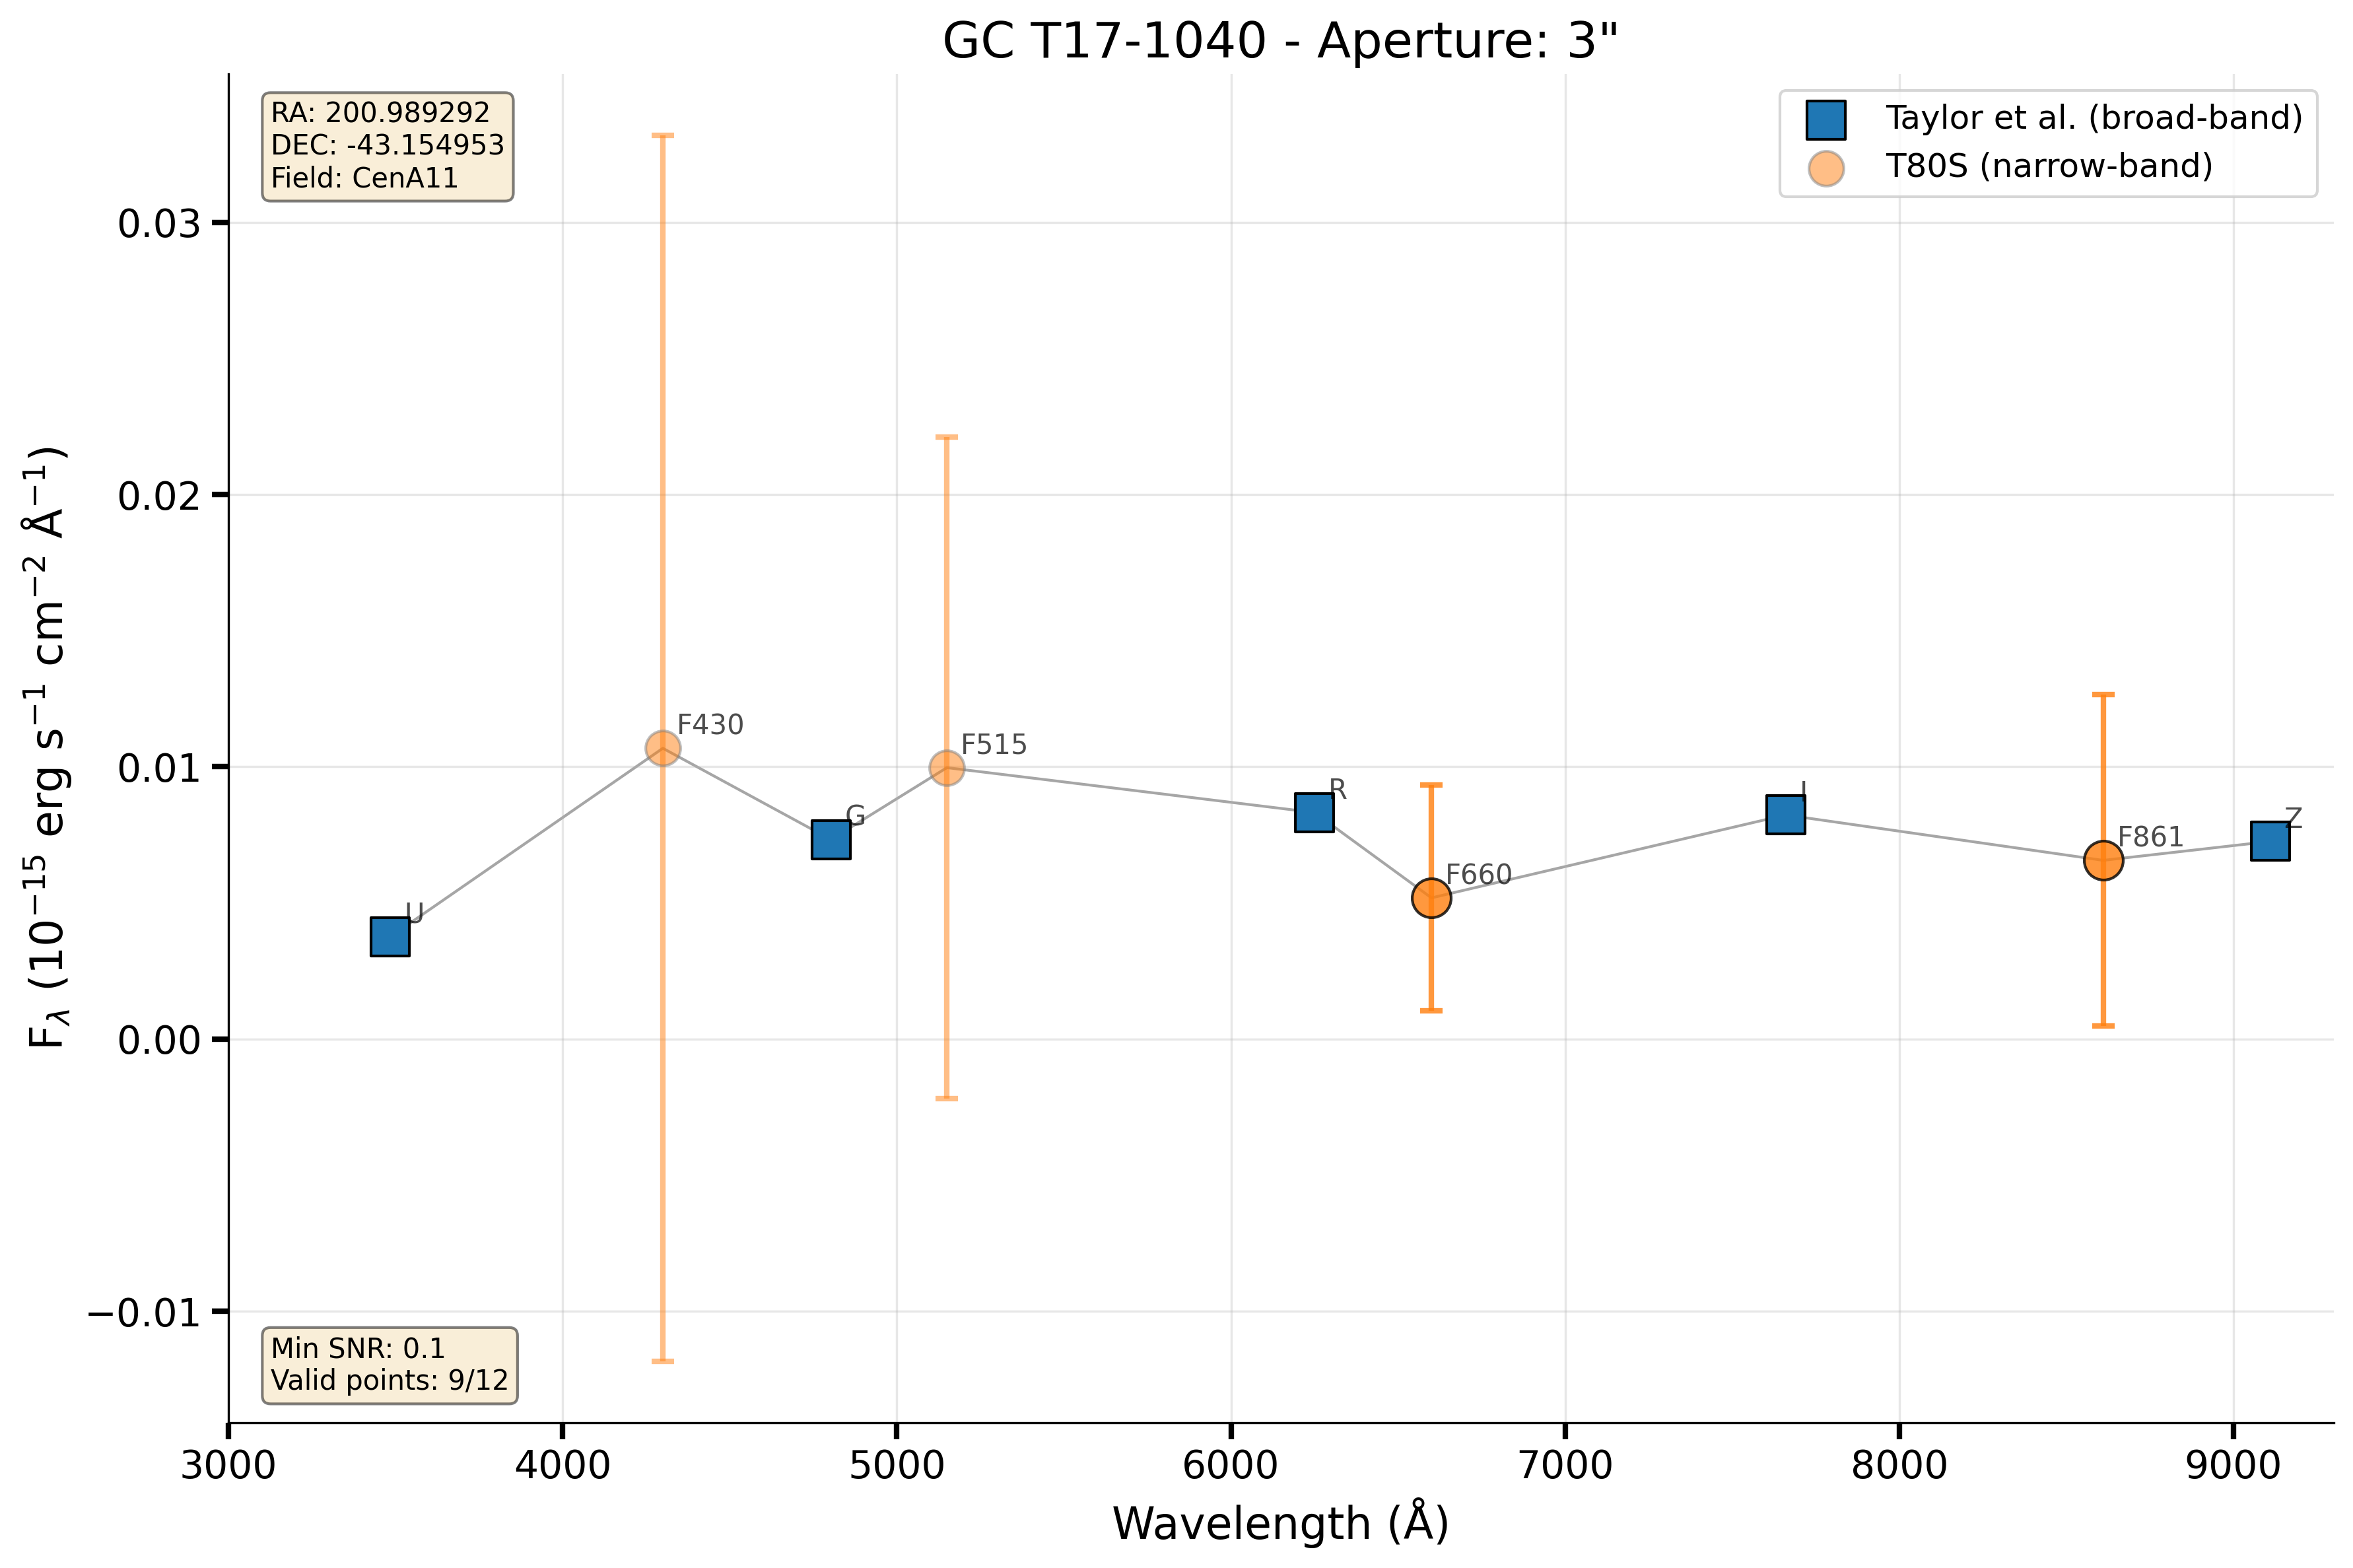 GC T17-1040 - Aperture: 3"
RA: 200.989292
DEC: -43.154953
Field: CenA11
Taylor et al. (broad-band)
T80S (narrow-band)
0.03
0.02
0.01
0.00
−0.01
F430
F515
G
R
I
U
F660
F861
Z
Min SNR: 0.1
Valid points: 9/12
3000
4000
5000
6000
7000
8000
9000
Wavelength (Å)
Fλ (10⁻¹⁵ erg s⁻¹ cm⁻² Å⁻¹)